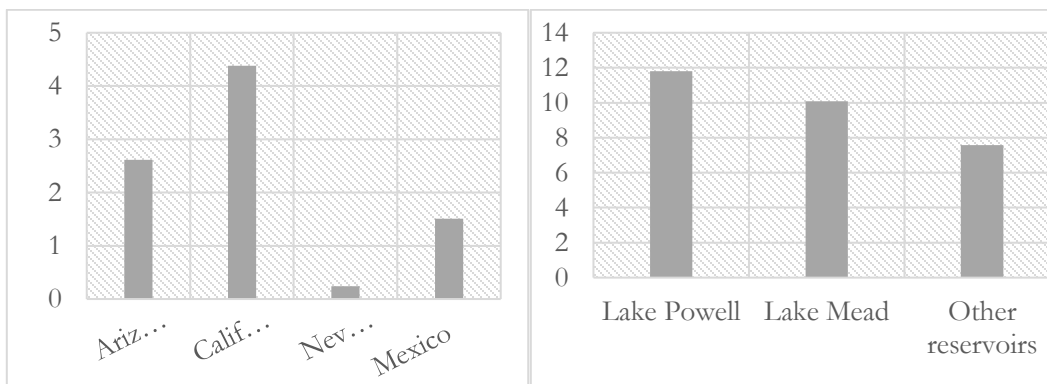 5
4
3
2
1
0
Ariz...
Calif...
Nev...
Mexico
14
12
10
8
6
4
2
0
Lake Powell
Lake Mead
Other
reservoirs